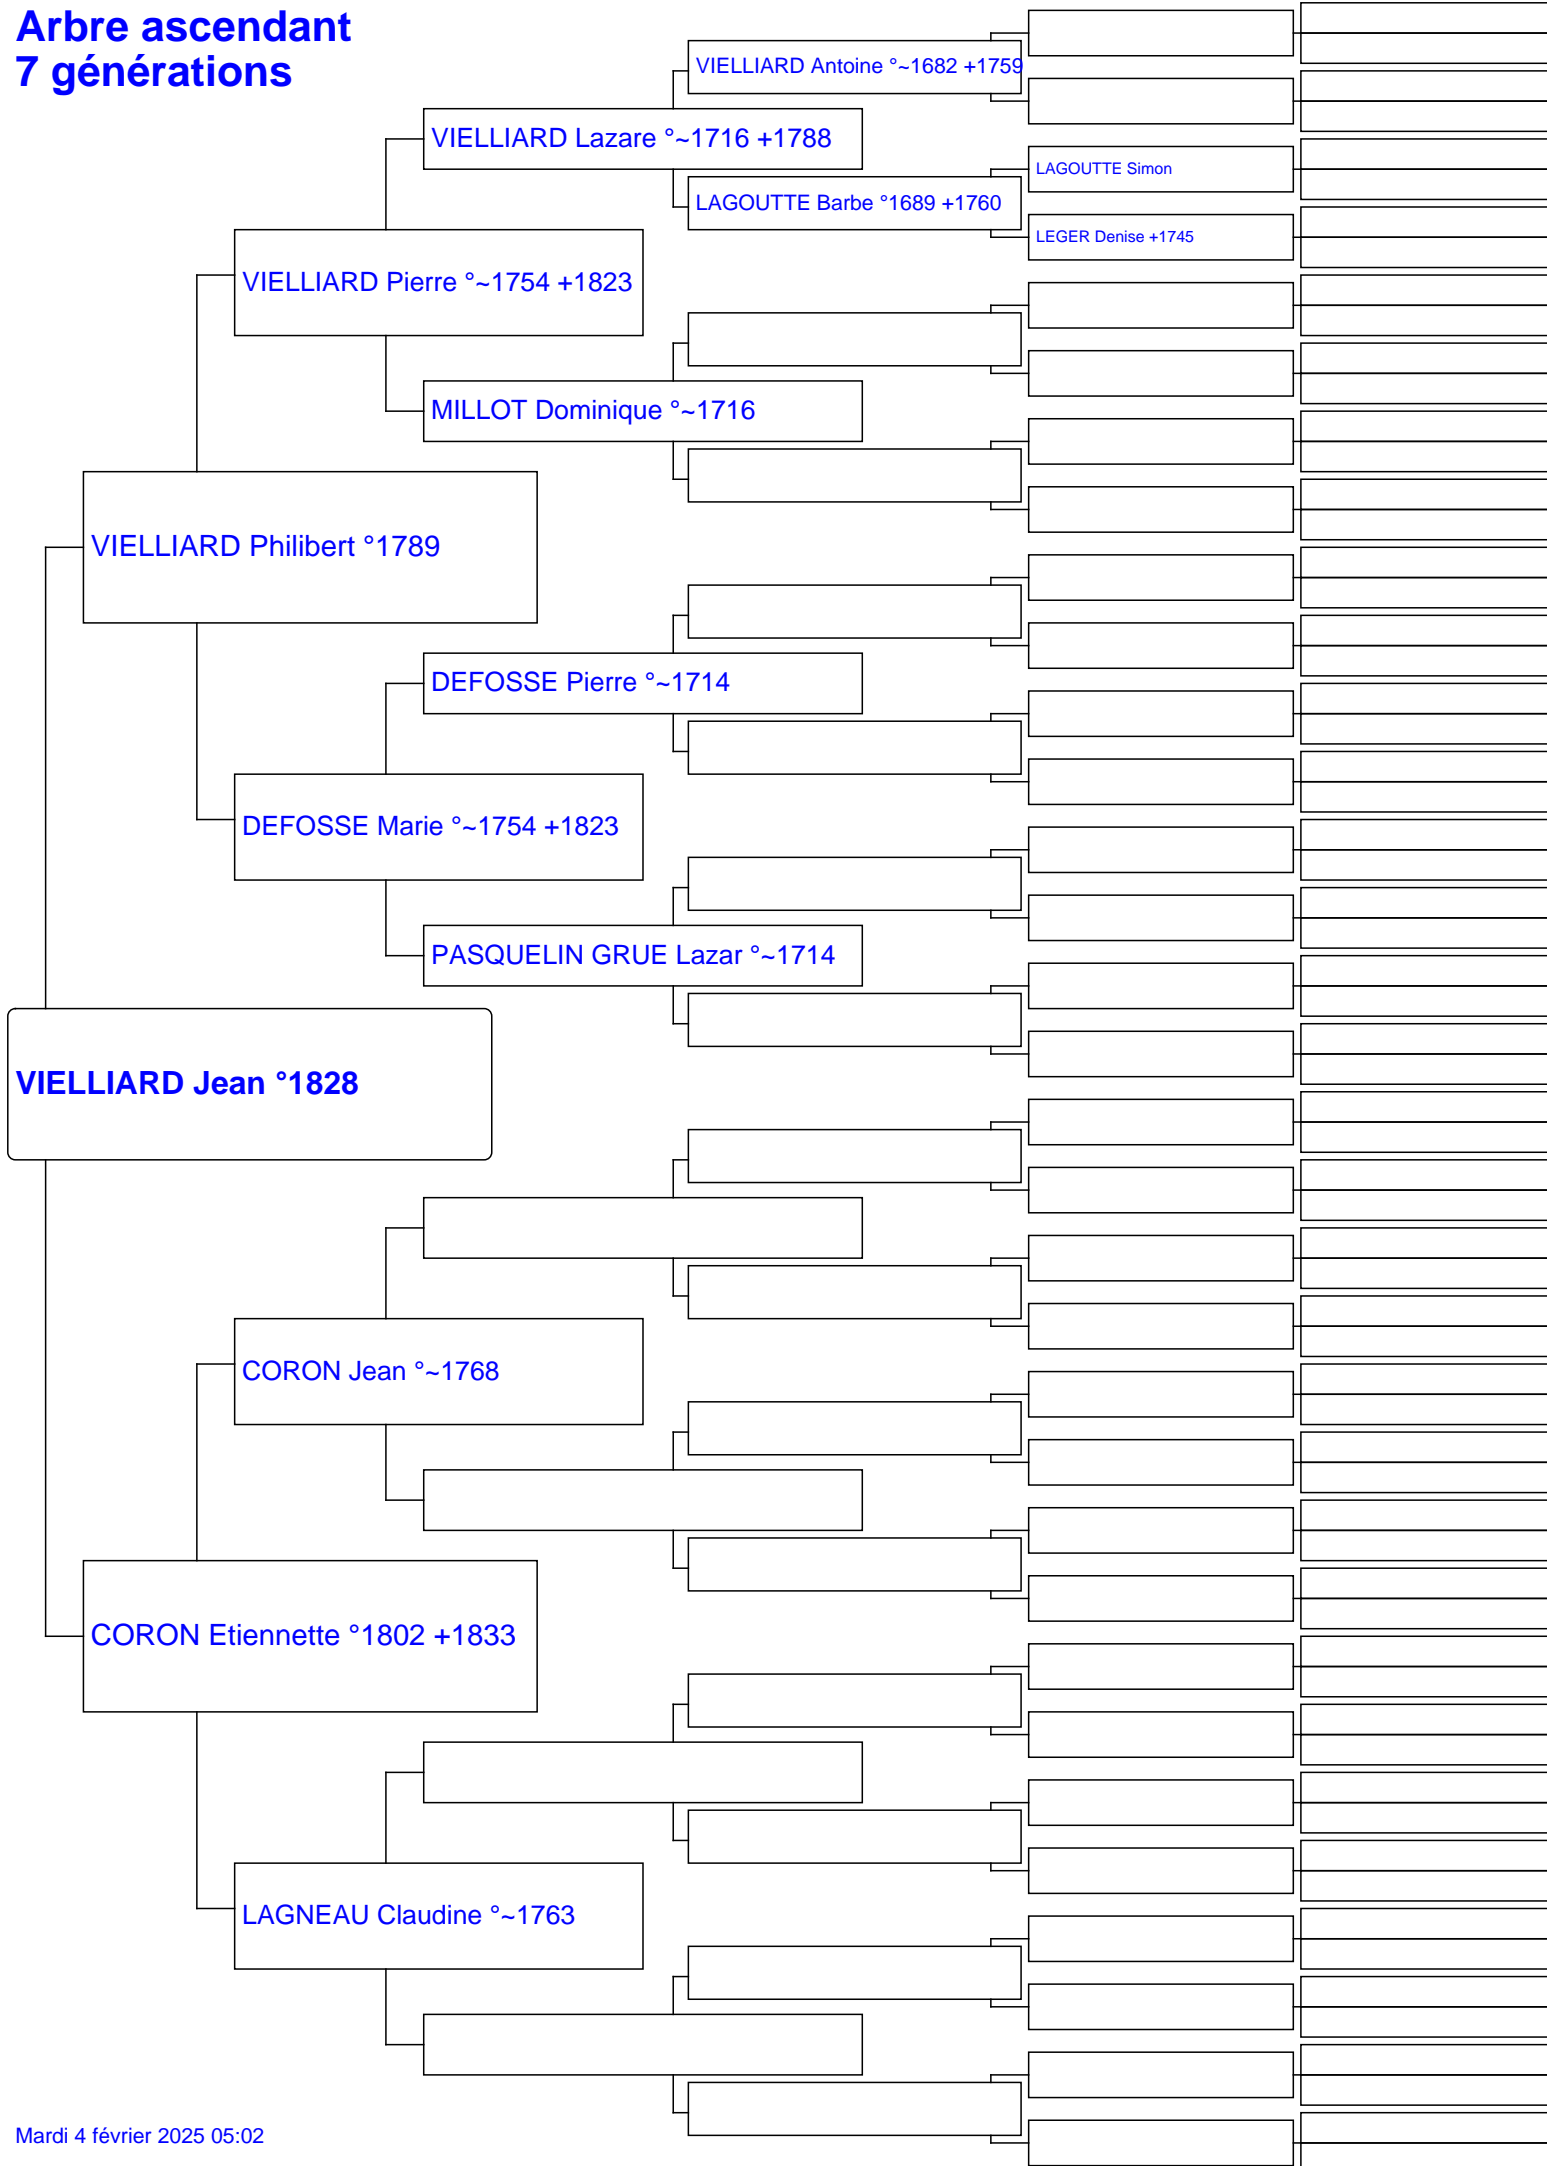 Arbre ascendant
7 générations
VIELLIARD Antoine °~1682 +1759
VIELLIARD Lazare °~1716 +1788
LAGOUTTE Simon
LAGOUTTE Barbe °1689 +1760
LEGER Denise +1745
VIELLIARD Pierre °~1754 +1823
MILLOT Dominique °~1716
VIELLIARD Philibert °1789
DEFOSSE Pierre °~1714
DEFOSSE Marie °~1754 +1823
PASQUELIN GRUE Lazar °~1714
VIELLIARD Jean °1828
CORON Jean °~1768
CORON Etiennette °1802 +1833
LAGNEAU Claudine °~1763
Mardi 4 février 2025 05:02